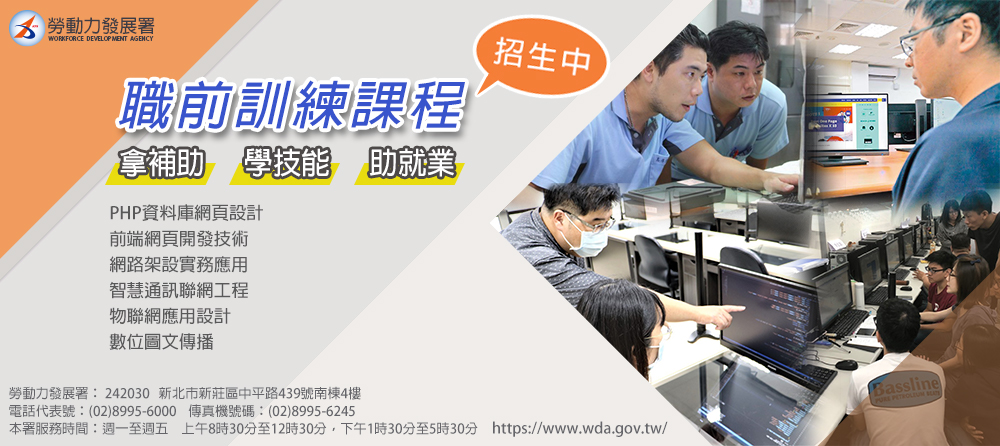 勞動力發展署
WORKFORCE DEVELOPMENT AGENCY
招生中
職前訓練課程
拿補助 學技能 助就業
PHP資料庫網頁設計
前端網頁開發技術
網路架設實務應用
智慧通訊聯網工程
物聯網應用設計
數位圖文傳播
勞動力發展署: 242030 新北市新莊區中平路439號南棟4樓
電話代表號:(02)8995-6000 傳真機號碼:(02)8995-6245
本署服務時間:週一至週五 上午8時30分至12時30分,下午1時30分至5時30分 https://www.wda.gov.tw/
Bassline